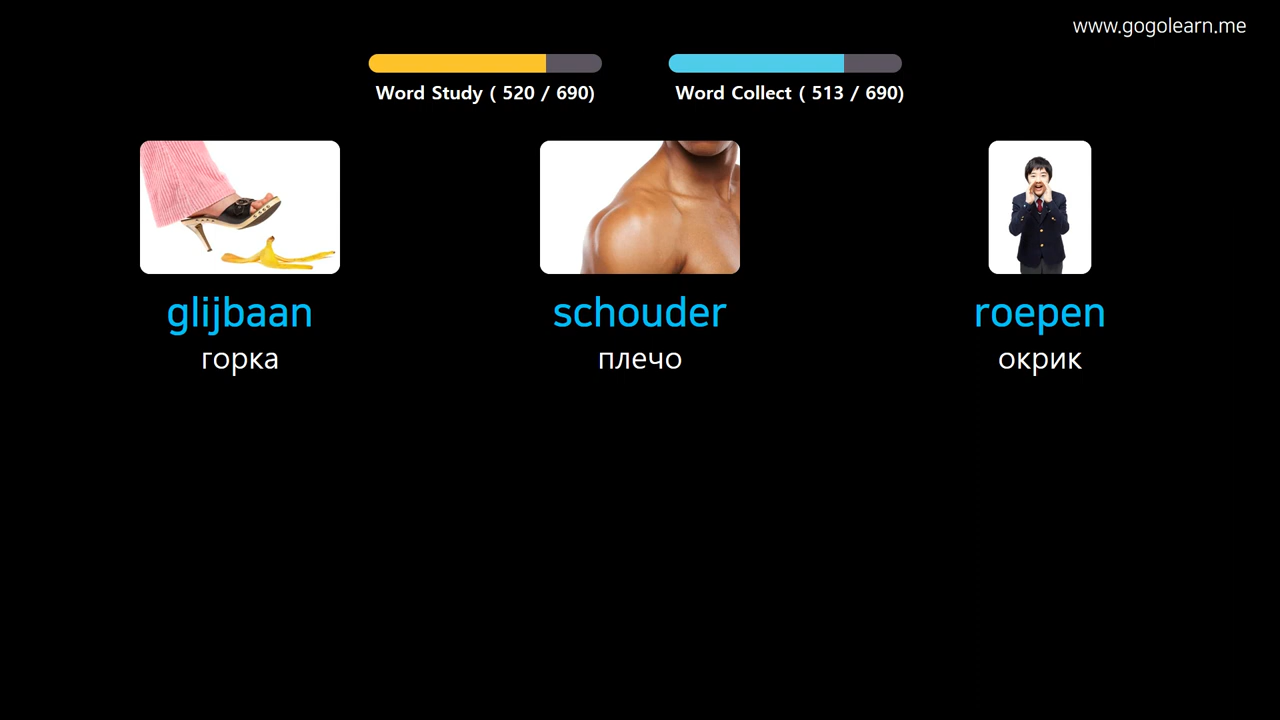 www.gogolearn.me
Word Study ( 520 / 690)
Word Collect ( 513 / 690)
glijbaan
schouder
roepen
горка
плечо
окрик